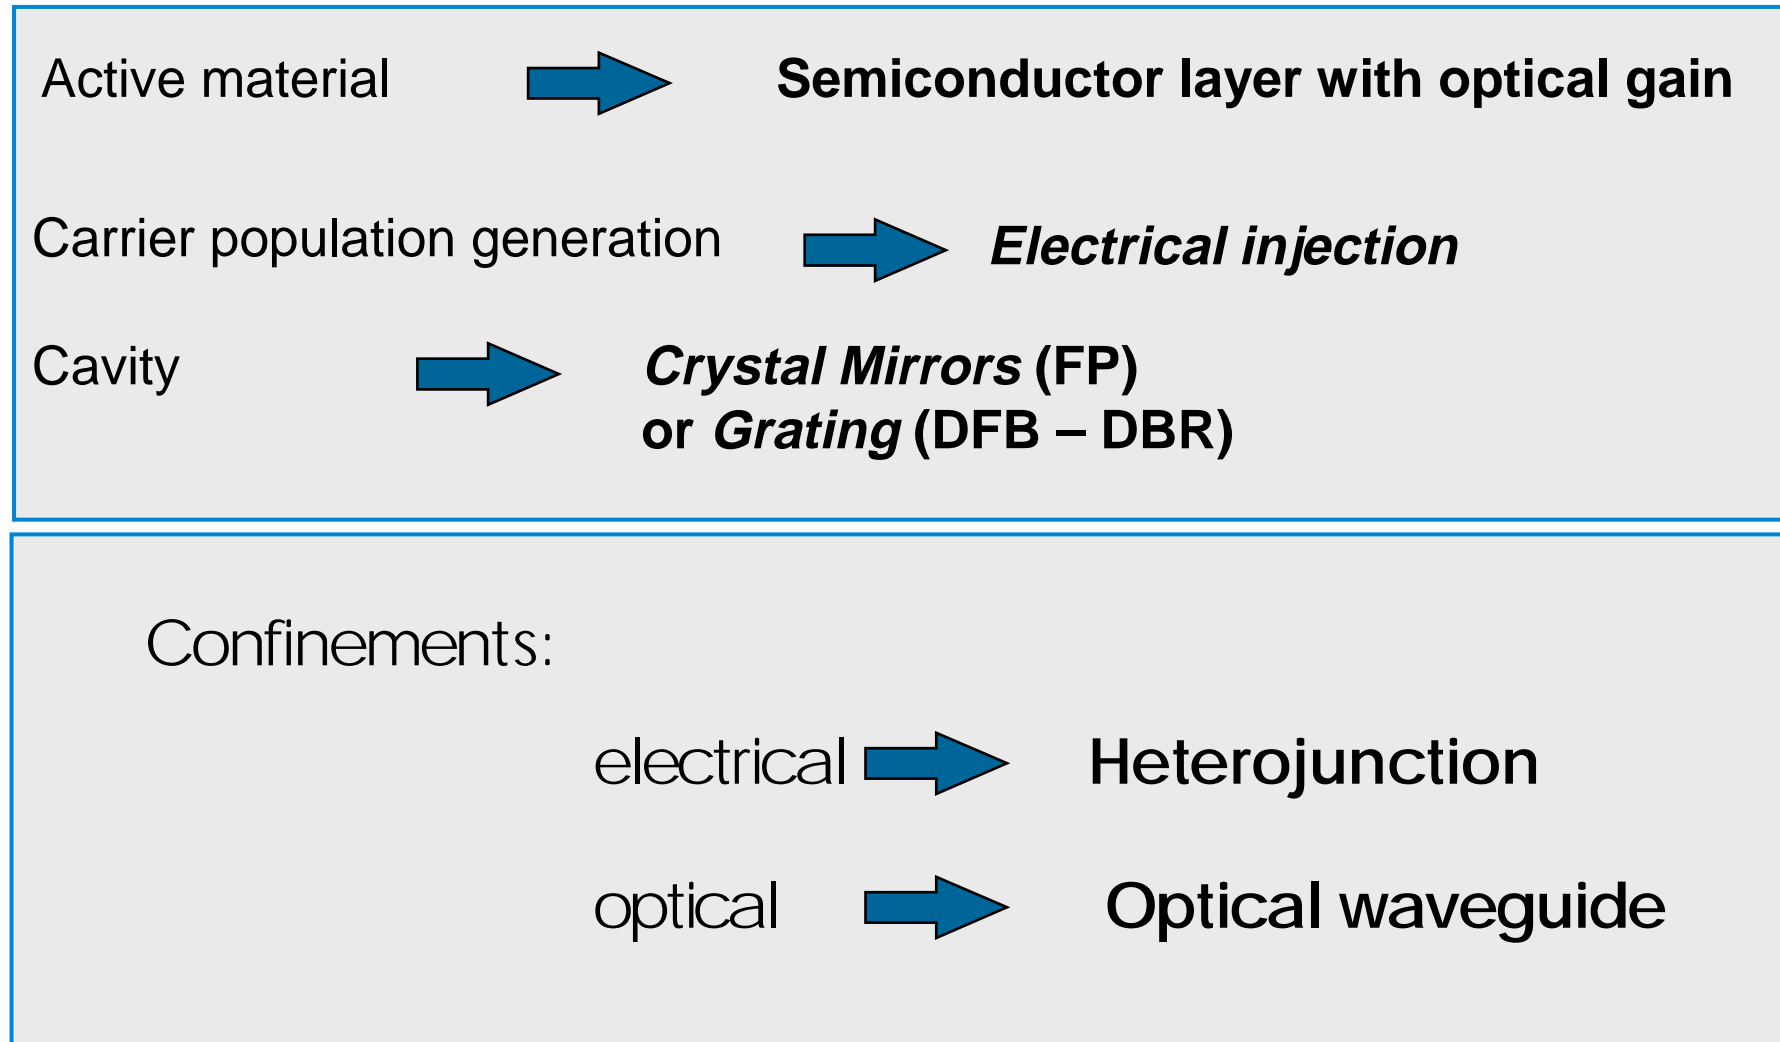 Active material Semiconductor layer with optical gain
Carrier population generation Electrical injection
Cavity Crystal Mirrors (FP)
or Grating (DFB – DBR)
Confinements:
electrical Heterojunction
optical Optical waveguide